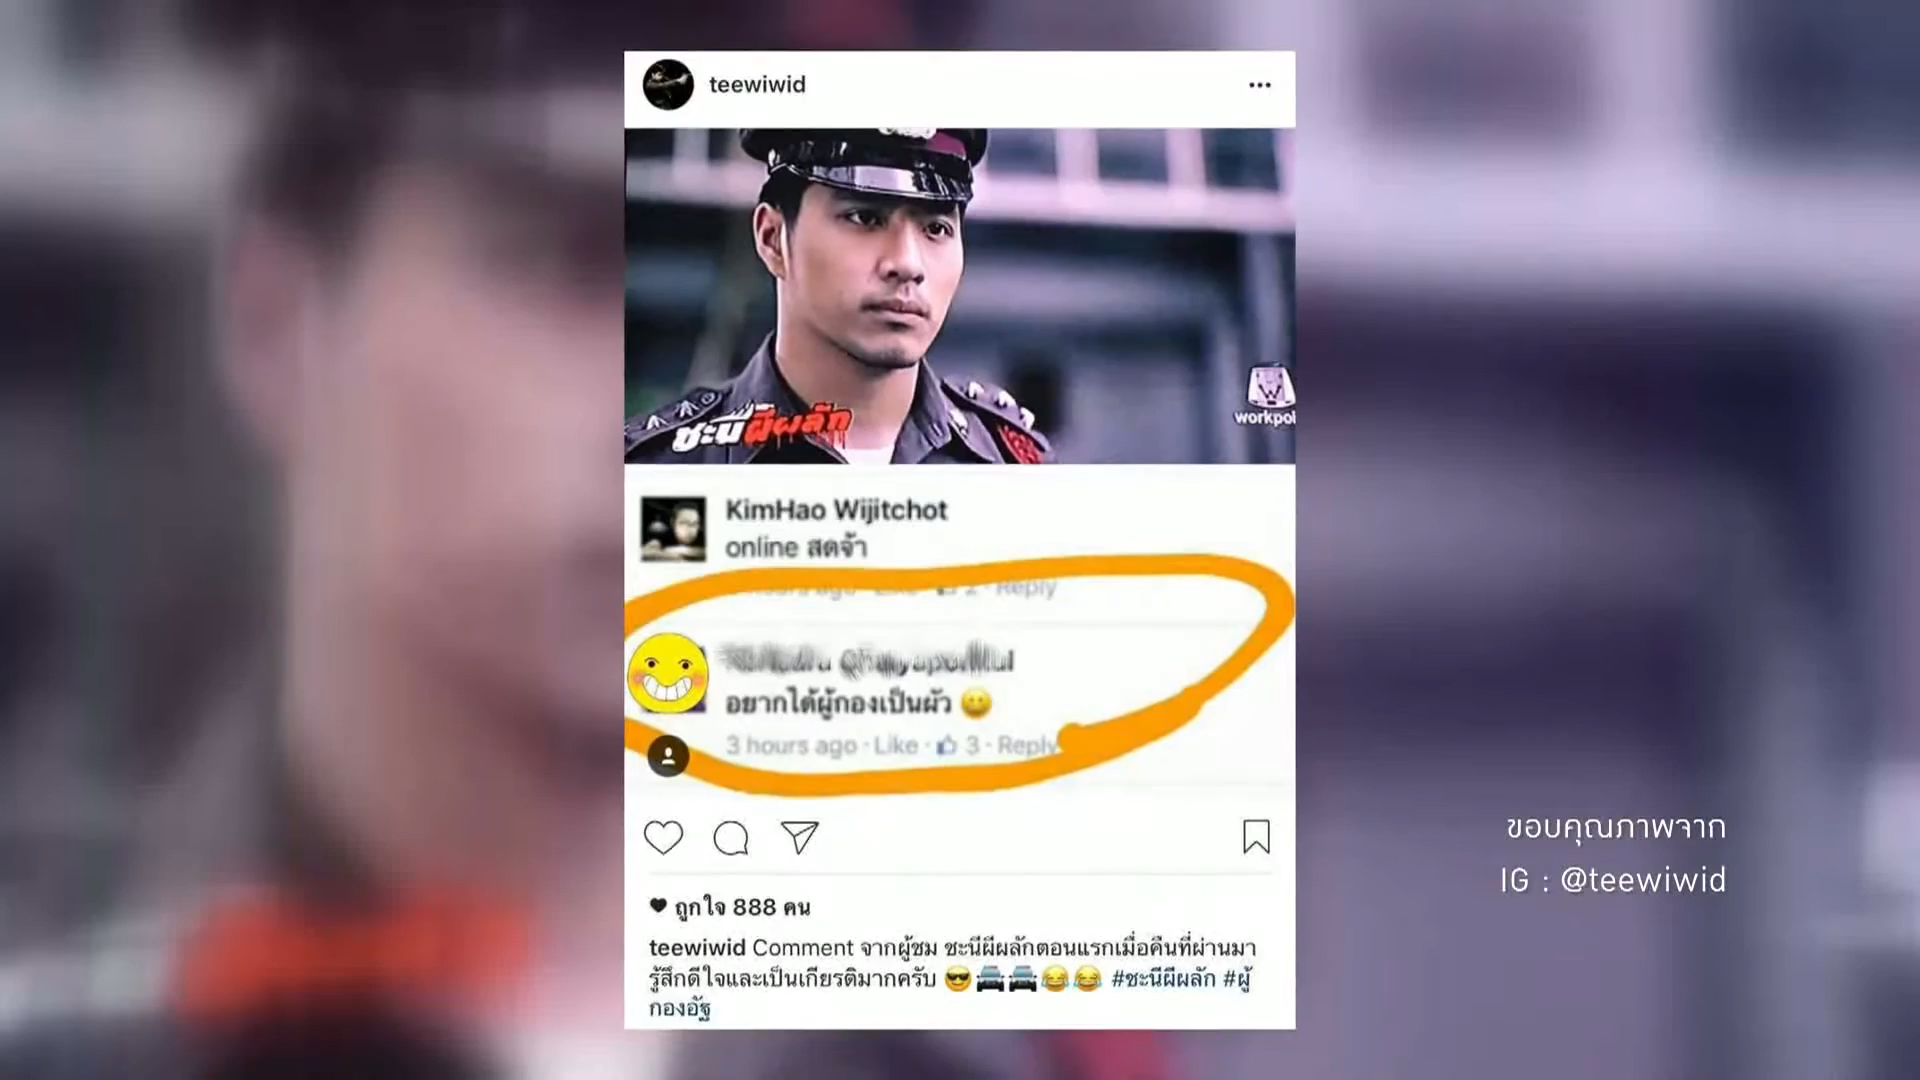 teewiwid
ชะนีผีผลัก
workpoi
KimHao Wijitchot
online สดจ้า
2 · Reply
อยากได้ผู้กองเป็นผัว
3 hours ago · Like · 3 · Reply
ถูกใจ 888 คน
teewiwid Comment จากผู้ชม ชะนีผีผลักตอนแรกเมื่อคืนที่ผ่านมา
รู้สึกดีใจและเป็นเกียรติมากครับ 😎🚔🚔😂😂 #ชะนีผีผลัก #ผู้
กองอัฐ
ขอบคุณภาพจาก
IG : @teewiwid